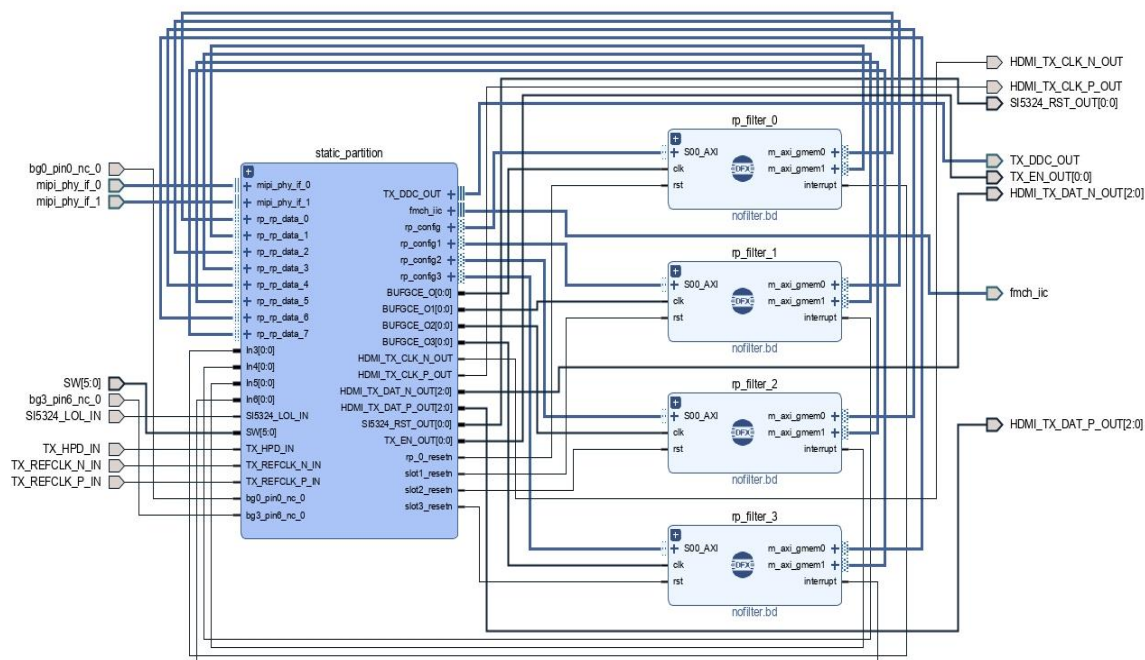 HDMI_TX_CLK_N_OUT
HDMI_TX_CLK_P_OUT
SI5324_RST_OUT[0:0]
TX_DDC_OUT
TX_EN_OUT[0:0]
HDMI_TX_DAT_N_OUT[2:0]
fmch_iic
HDMI_TX_DAT_P_OUT[2:0]
bg0_pin0_nc_0
mipi_phy_if_0
mipi_phy_if_1
SW[5:0]
bg3_pin6_nc_0
SI5324_LOL_IN
TX_HPD_IN
TX_REFCLK_N_IN
TX_REFCLK_P_IN
static_partition
mipi_phy_if_0
mipi_phy_if_1
rp_rp_data_0
rp_rp_data_1
rp_rp_data_2
rp_rp_data_3
rp_rp_data_4
rp_rp_data_5
rp_rp_data_6
rp_rp_data_7
In3[0:0]
In4[0:0]
In5[0:0]
In6[0:0]
SI5324_LOL_IN
SW[5:0]
TX_HPD_IN
TX_REFCLK_N_IN
TX_REFCLK_P_IN
bg0_pin0_nc_0
bg3_pin6_nc_0
TX_DDC_OUT
fmch_iic
rp_config
rp_config1
rp_config2
rp_config3
BUFGCE_O[0:0]
BUFGCE_O1[0:0]
BUFGCE_O2[0:0]
BUFGCE_O3[0:0]
HDMI_TX_CLK_N_OUT
HDMI_TX_CLK_P_OUT
HDMI_TX_DAT_N_OUT[2:0]
HDMI_TX_DAT_P_OUT[2:0]
SI5324_RST_OUT[0:0]
TX_EN_OUT[0:0]
rp_0_resetn
slot1_resetn
slot2_resetn
slot3_resetn
rp_filter_0
S00_AXI
clk
rst
DFX
m_axi_gmem0
m_axi_gmem1
interrupt
nofilter.bd
rp_filter_1
S00_AXI
clk
rst
DFX
m_axi_gmem0
m_axi_gmem1
interrupt
nofilter.bd
rp_filter_2
S00_AXI
clk
rst
DFX
m_axi_gmem0
m_axi_gmem1
interrupt
nofilter.bd
rp_filter_3
S00_AXI
clk
rst
DFX
m_axi_gmem0
m_axi_gmem1
interrupt
nofilter.bd